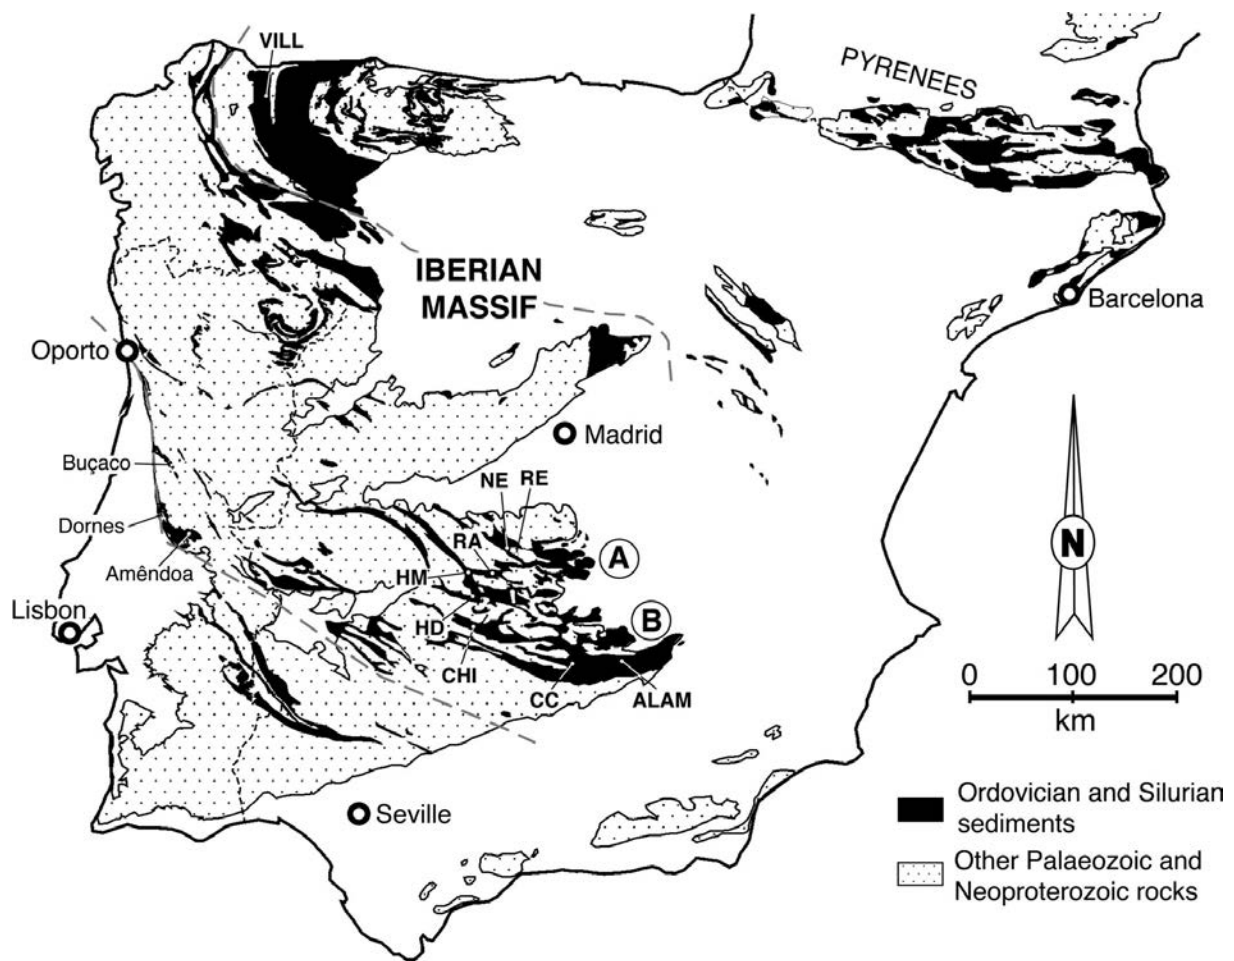 VILL
PYRENEES
IBERIAN
MASSIF
Barcelona
Oporto
Madrid
Buçaco
NE
RE
Dornes
RA
A
Amêndoa
HM
N
Lisbon
HD
B
CHI
CC
ALAM
0
100
200
km
Seville
Ordovician and Silurian
sediments
Other Palaeozoic and
Neoproterozoic rocks